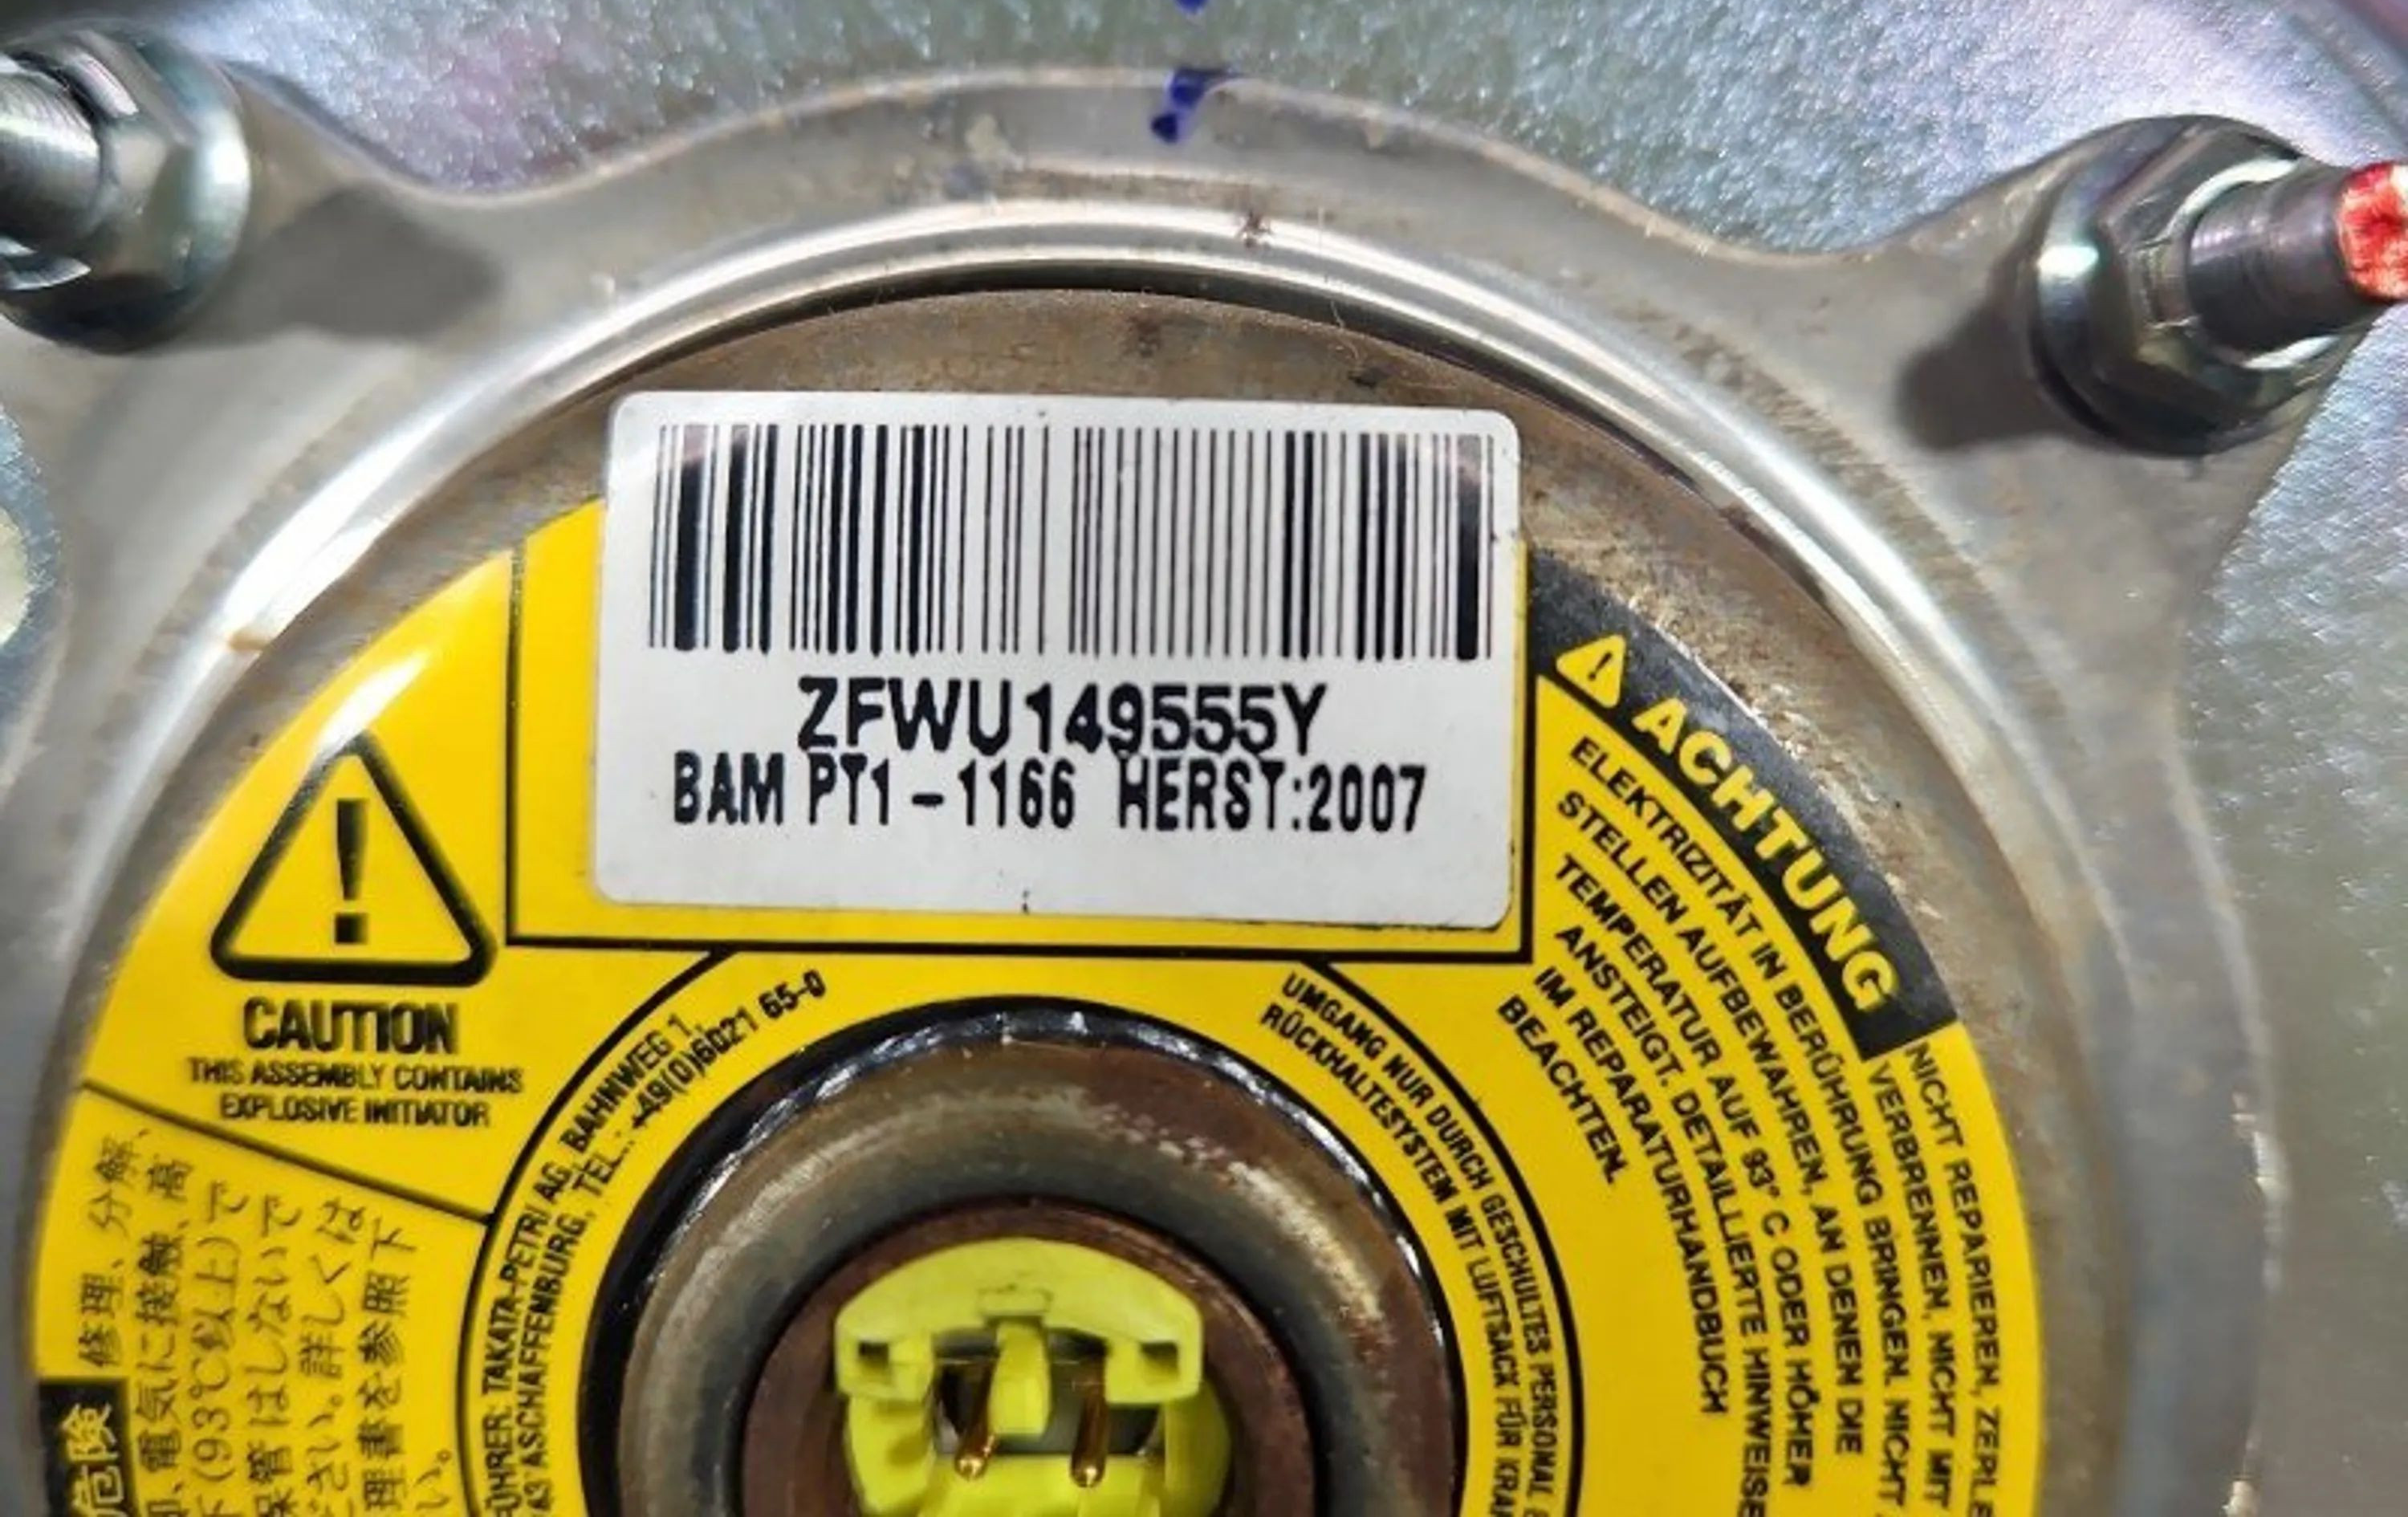 ZFWU149555Y
BAM PT1-1166 HERST:2007
CAUTION
THIS ASSEMBLY CONTAINS
EXPLOSIVE INITIATOR
ACHTUNG
NICHT REPARIEREN,
VERBRENNEN, NICHT MIT
ELEKTRIZITÄT IN BERÜHRUNG BRINGEN. NICHT
STELLEN AUFBEWAHREN, AN DENEN DIE
TEMPERATUR AUF 93° C ODER HÖHER
ANSTEIGT. DETAILLIERTE HINWEISE
IM REPARATURHANDBUCH
BEACHTEN.
TAKATA-PETRI AG, BAHNWEG 1,
ASCHAFFENBURG, TEL.: +49(0)6021 65-0
UMGANG NUR DURCH GESCHULTES PERSONAL
RÜCKHALTESYSTEM MIT LUFTSACK FÜR
危険
修理、分解、
電気に接触、高
(93℃以上)で
保管はしないで
ださい。詳しくは
理書を参照下
い。